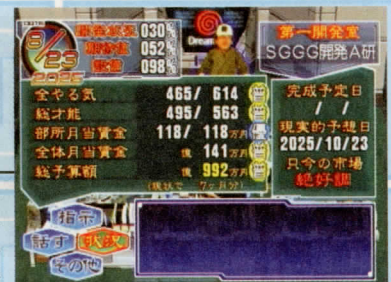 8/23
2025
030%
052%
098%
Dream
第一開発室
SGGG開発A研
全やる気 465/ 614
総才能 495/ 563
部所月当賃金 118/ 118万円
全体月当賃金 億 141万円
総予算額 億 992万円
(現状で 7ヶ月分)
完成予定日
/ /
現実的予想日
2025/10/23
只今の市場
絶好調
指示
話す
状況
その他